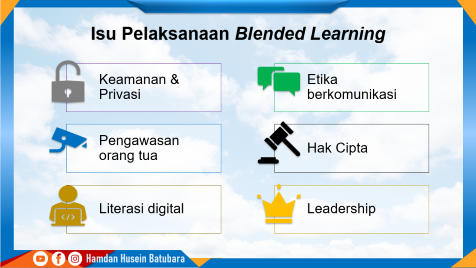 Isu Pelaksanaan Blended Learning
Keamanan &
Privasi
Etika
berkomunikasi
Pengawasan
orang tua
Hak Cipta
Literasi digital
Leadership
Hamdan Husein Batubara